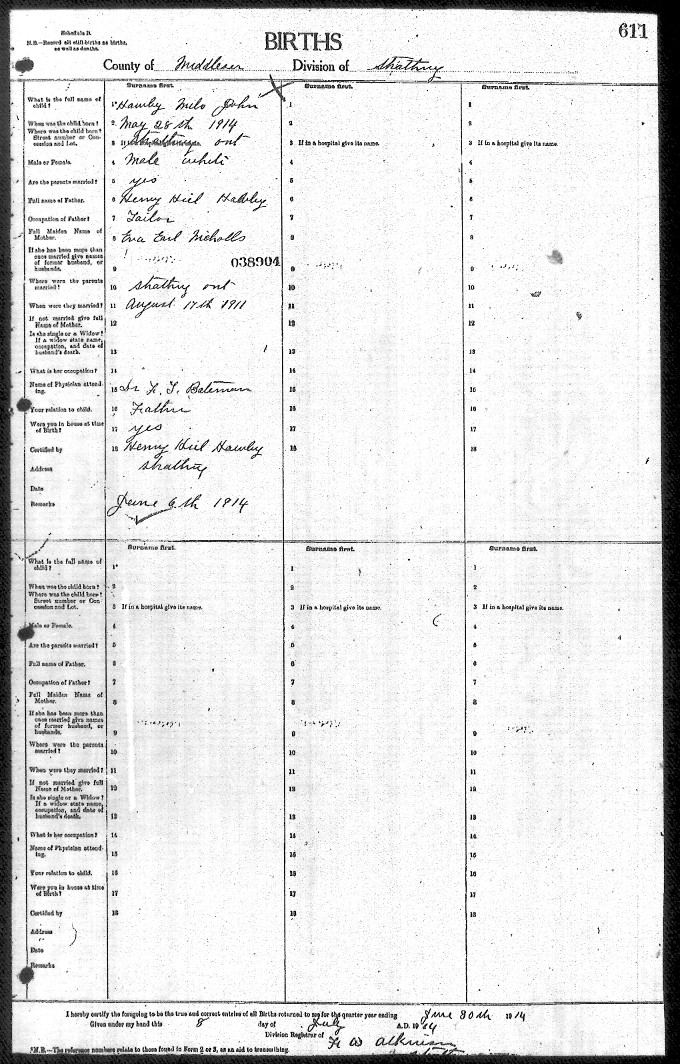 Schedule B.
N.B.—Record all still births as births,
as well as deaths.
BIRTHS
611
County of Middlesex Division of Strathroy
Surname first. Surname first. Surname first.
What is the full name of
child? 1 Hawley Milo John 1 1
When was the child born? 2 May 28th 1914 2 2
Where was the child born?
Street number or Con-
cession and Lot. 3 Strathroy ont 3 If in a hospital give its name. 3 If in a hospital give its name.
Male or Female. 4 Male white 4 4
Are the parents married? 5 yes 5 5
Full name of Father. 6 Henry Hiel Hawley 6 6
Occupation of Father? 7 Tailor 7 7
Full Maiden Name of
Mother. 8 Eva Earl Nicholls 8 8
If she has been more than
once married give names
of former husband, or
husbands. 9 038904 9 9
Where were the parents
married? 10 Strathroy ont 10 10
When were they married? 11 August 17th 1911 11 11
If not married give full
Name of Mother. 12 12 12
Is she single or a Widow?
If a widow state name,
occupation, and date of
husband's death. 13 13 13
What is her occupation? 14 14 14
Name of Physician attend-
ing. 15 Dr H. T. Bateman 15 15
Your relation to child. 16 Father 16 16
Were you in house at time
of Birth? 17 yes 17 17
Certified by 18 Henry Hiel Hawley 18 18
Address Strathroy
Date
Remarks June 6th 1914
Surname first. Surname first. Surname first.
What is the full name of
child? 1 1 1
When was the child born? 2 2 2
Where was the child born?
Street number or Con-
cession and Lot. 3 If in a hospital give its name. 3 If in a hospital give its name. 3 If in a hospital give its name.
Male or Female. 4 4 4
Are the parents married? 5 5 5
Full name of Father. 6 6 6
Occupation of Father? 7 7 7
Full Maiden Name of
Mother. 8 8 8
If she has been more than
once married give names
of former husband, or
husbands. 9 9 9
Where were the parents
married? 10 10 10
When were they married? 11 11 11
If not married give full
Name of Mother. 12 12 12
Is she single or a Widow?
If a widow state name,
occupation, and date of
husband's death. 13 13 13
What is her occupation? 14 14 14
Name of Physician attend-
ing. 15 15 15
Your relation to child. 16 16 16
Were you in house at time
of Birth? 17 17 17
Certified by 18 18 18
Address
Date
Remarks
I hereby certify the foregoing to be the true and correct entries of all Births returned to me for the quarter year ending June 30th 1914
Given under my hand this 8 day of July A.D. 1914
Division Registrar of F. W. Atkinson
N.B.—The reference numbers relate to those found in Form 2 or 3, as an aid to transcribing.